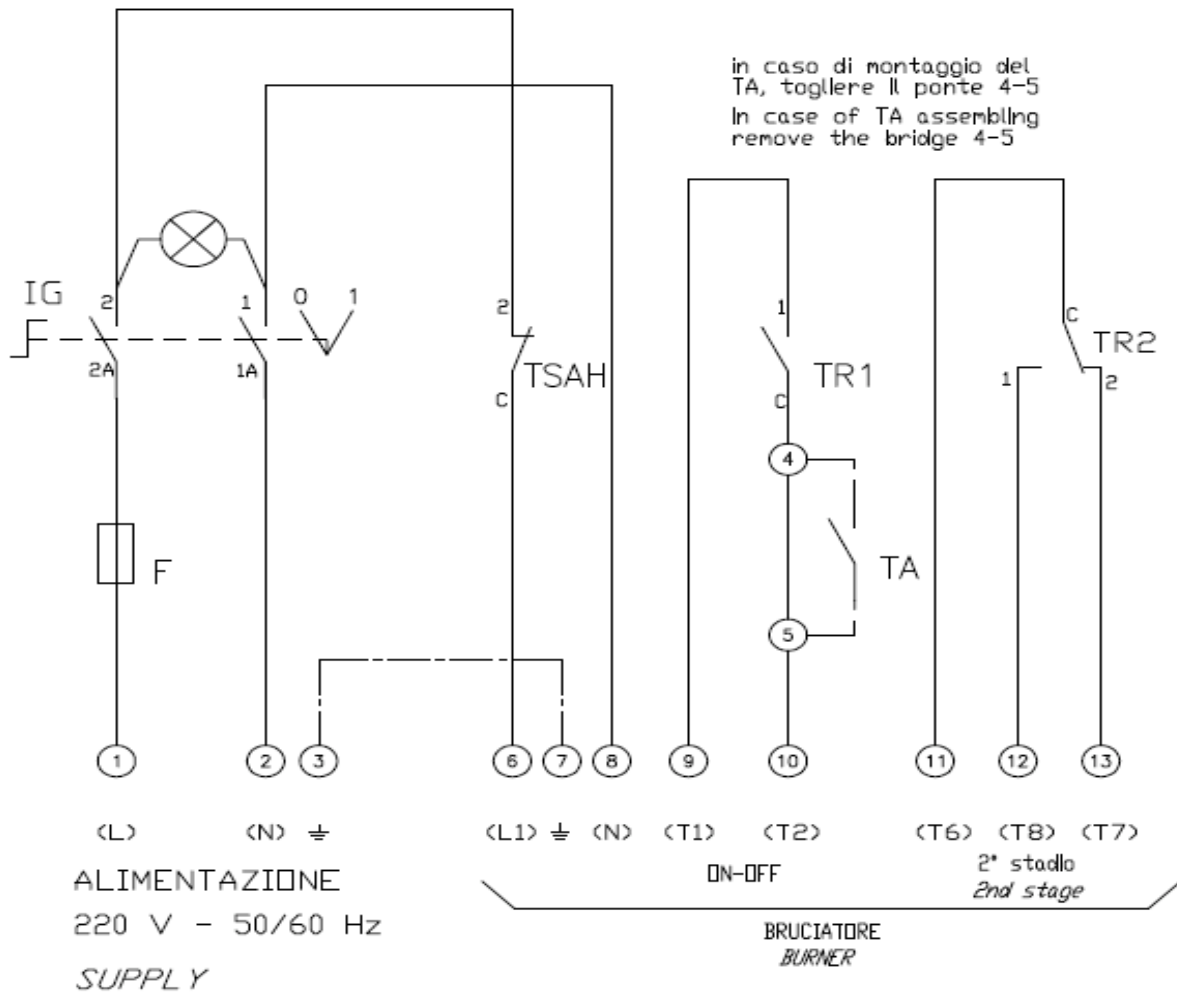 in caso di montaggio del
TA, togliere il ponte 4-5
In case of TA assembling
remove the bridge 4-5
IG
2
1
0
1
2A
1A
2
TSAH
C
1
TR1
C
C
TR2
1
2
4
TA
5
F
1
2
3
6
7
8
9
10
11
12
13
(L)
(N)
(L1)
(N)
(T1)
(T2)
(T6)
(T8)
(T7)
ALIMENTAZIONE
220 V - 50/60 Hz
SUPPLY
ON-OFF
2° stadio
2nd stage
BRUCIATORE
BURNER